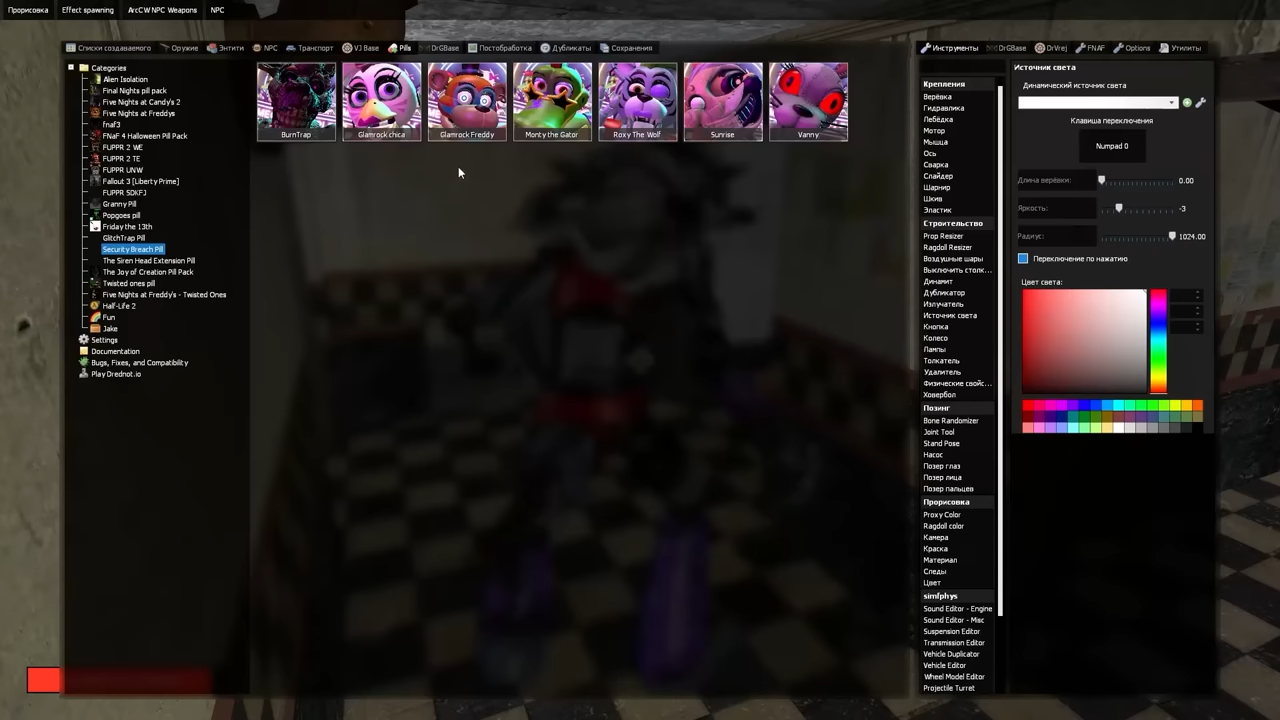 Прорисовка Effect spawning ArcCW NPC Weapons NPC
Списки создаваемого Оружие Энтити NPC Транспорт VJ Base Pills DrGBase Постобработка Дубликаты Сохранения
Categories
Alien Isolation
Final Nights pill pack
Five Nights at Candy's 2
Five Nights at Freddys
fnaf3
FNaF 4 Halloween Pill Pack
FUPPR 2 WE
FUPPR 2 TE
FUPPR UNW
Fallout 3 [Liberty Prime]
FUPPR SDKFJ
Granny Pill
Popgoes pill
Friday the 13th
GlitchTrap Pill
Security Breach Pill
The Siren Head Extension Pill
The Joy of Creation Pill Pack
Twisted ones pill
Five Nights at Freddy's - Twisted Ones
Half-Life 2
Fun
Jake
Settings
Documentation
Bugs, Fixes, and Compatibility
Play Drednot.io
BurnTrap
Glamrock chica
Glamrock Freddy
Monty the Gator
Roxy The Wolf
Sunrise
Vanny
Инструменты DrGBase DrVrej FNAF Options Утилиты
Крепления
Верёвка
Гидравлика
Лебёдка
Мотор
Мышца
Ось
Сварка
Слайдер
Шарнир
Шкив
Эластик
Строительство
Prop Resizer
Ragdoll Resizer
Воздушные шары
Выключить столк...
Динамит
Дубликатор
Излучатель
Источник света
Кнопка
Колесо
Лампы
Толкатель
Удалитель
Физические свойс...
Ховербол
Позинг
Bone Randomizer
Joint Tool
Stand Pose
Насос
Позер глаз
Позер лица
Позер пальцев
Прорисовка
Proxy Color
Ragdoll color
Камера
Краска
Материал
Следы
Цвет
simfphys
Sound Editor - Engine
Sound Editor - Misc
Suspension Editor
Transmission Editor
Vehicle Duplicator
Vehicle Editor
Wheel Model Editor
Projectile Turret
Источник света
Динамический источник света
Клавиша переключения
Numpad 0
Длина верёвки: 0.00
Яркость: -3
Радиус: 1024.00
Переключение по нажатию
Цвет света: